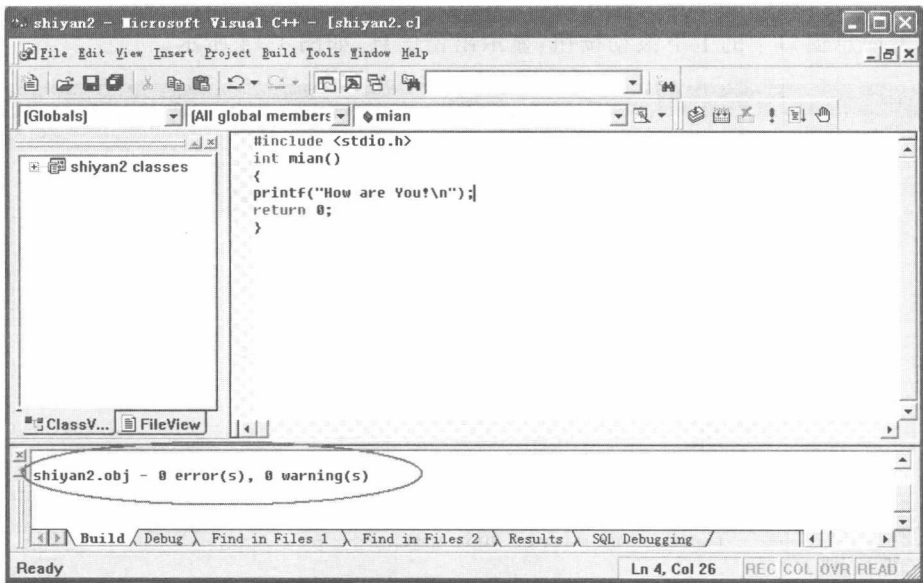 shiyan2 - Microsoft Visual C++ - [shiyan2.c]
File Edit View Insert Project Build Tools Window Help
(Globals) (All global members mian
#include <stdio.h>
int mian()
{
printf("How are You!\n");
return 0;
}
shiyan2 classes
ClassV... FileView
shiyan2.obj - 0 error(s), 0 warning(s)
Build Debug Find in Files 1 Find in Files 2 Results SQL Debugging
Ready Ln 4, Col 26 REC COL OVR READ